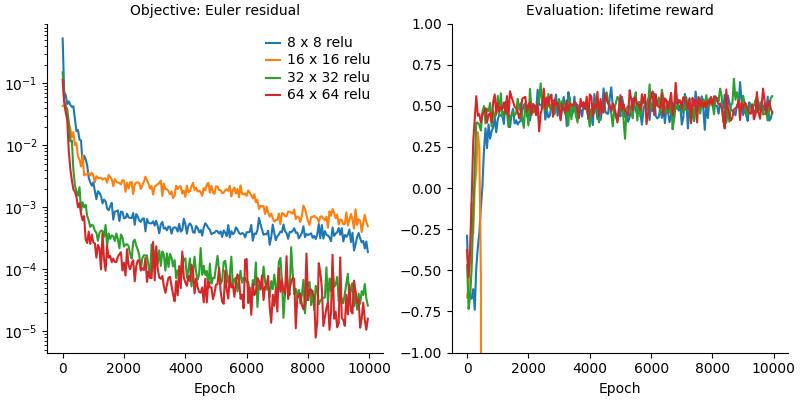 Objective: Euler residual
8 x 8 relu
16 x 16 relu
32 x 32 relu
64 x 64 relu
10⁻¹
10⁻²
10⁻³
10⁻⁴
10⁻⁵
0 2000 4000 6000 8000 10000
Epoch
Evaluation: lifetime reward
1.00
0.75
0.50
0.25
0.00
−0.25
−0.50
−0.75
−1.00
0 2000 4000 6000 8000 10000
Epoch